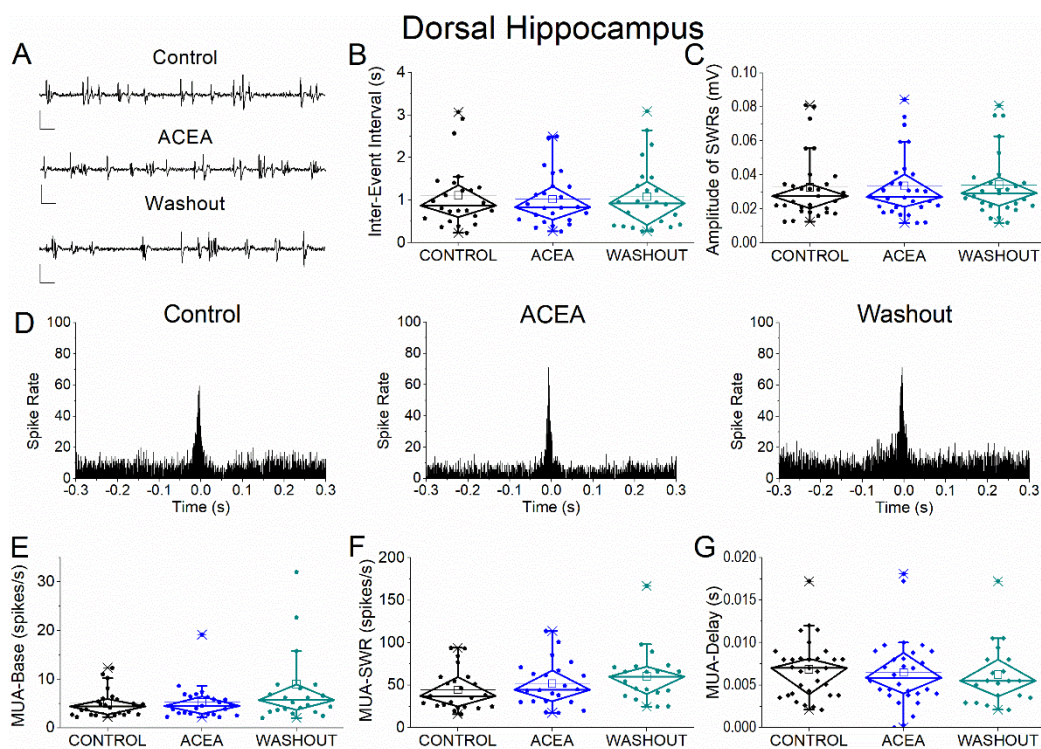 Dorsal Hippocampus
A
Control
ACEA
Washout
B
Inter-Event Interval (s)
4
3
2
1
0
CONTROL ACEA WASHOUT
C
Amplitude of SWRs (mV)
0.10
0.08
0.06
0.04
0.02
0.00
CONTROL ACEA WASHOUT
D
Control
Spike Rate
100
80
60
40
20
0
-0.3 -0.2 -0.1 0.0 0.1 0.2 0.3
Time (s)
ACEA
Spike Rate
100
80
60
40
20
0
-0.3 -0.2 -0.1 0.0 0.1 0.2 0.3
Time (s)
Washout
Spike Rate
100
80
60
40
20
0
-0.3 -0.2 -0.1 0.0 0.1 0.2 0.3
Time (s)
E
MUA-Base (spikes/s)
30
20
10
0
CONTROL ACEA WASHOUT
F
MUA-SWR (spikes/s)
200
150
100
50
0
CONTROL ACEA WASHOUT
G
MUA-Delay (s)
0.020
0.015
0.010
0.005
0.000
CONTROL ACEA WASHOUT